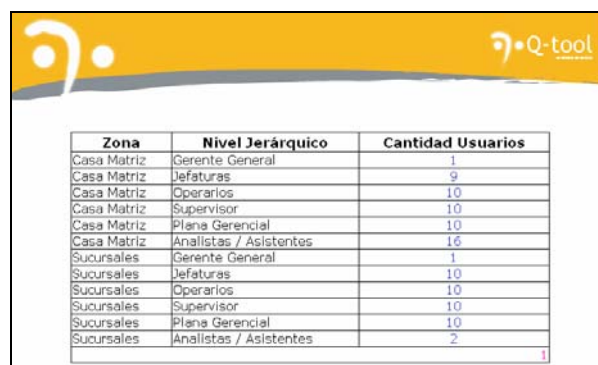 Q-tool
Zona Nivel Jerárquico Cantidad Usuarios
Casa Matriz Gerente General 1
Casa Matriz Jefaturas 9
Casa Matriz Operarios 10
Casa Matriz Supervisor 10
Casa Matriz Plana Gerencial 10
Casa Matriz Analistas / Asistentes 16
Sucursales Gerente General 1
Sucursales Jefaturas 10
Sucursales Operarios 10
Sucursales Supervisor 10
Sucursales Plana Gerencial 10
Sucursales Analistas / Asistentes 2
1